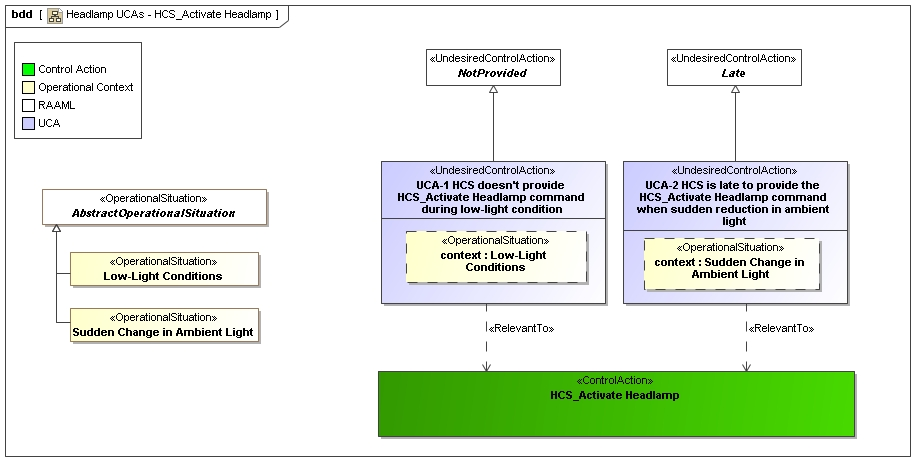 bdd [ Headlamp UCAs - HCS_Activate Headlamp ]
Control Action
Operational Context
RAAML
UCA
«UndesiredControlAction»
NotProvided
«UndesiredControlAction»
Late
«OperationalSituation»
AbstractOperationalSituation
«OperationalSituation»
Low-Light Conditions
«OperationalSituation»
Sudden Change in Ambient Light
«UndesiredControlAction»
UCA-1 HCS doesn't provide
HCS_Activate Headlamp command
during low-light condition
«OperationalSituation»
context : Low-Light
Conditions
«UndesiredControlAction»
UCA-2 HCS is late to provide the
HCS_Activate Headlamp command
when sudden reduction in ambient
light
«OperationalSituation»
context : Sudden Change in
Ambient Light
«RelevantTo»
«RelevantTo»
«ControlAction»
HCS_Activate Headlamp